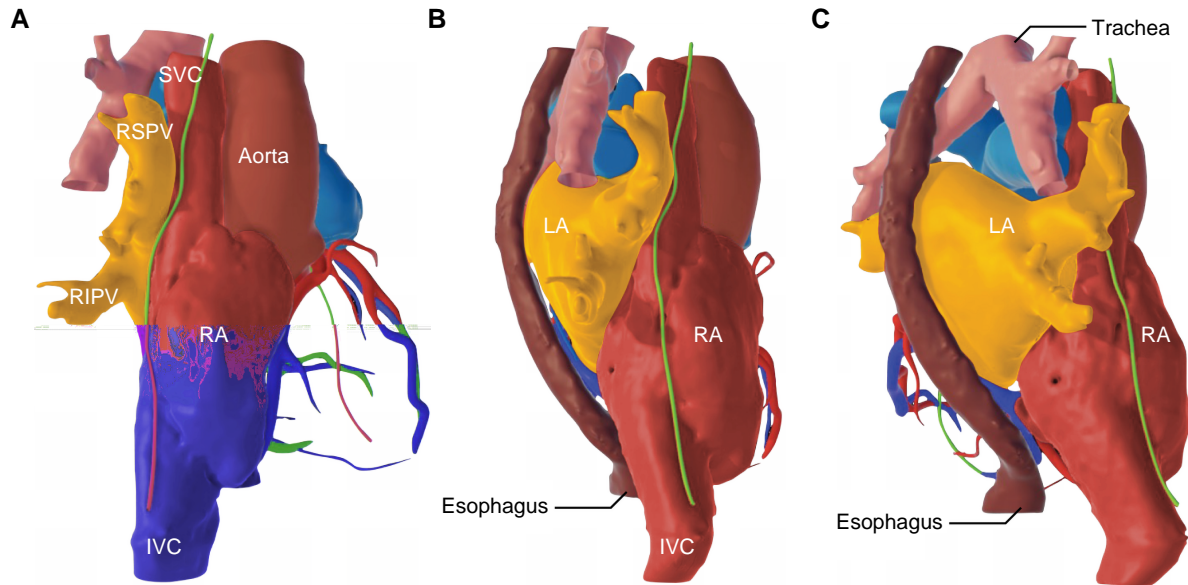 A
SVC
RSPV
Aorta
RIPV
RA
IVC
B
LA
RA
Esophagus
IVC
C
Trachea
LA
RA
Esophagus